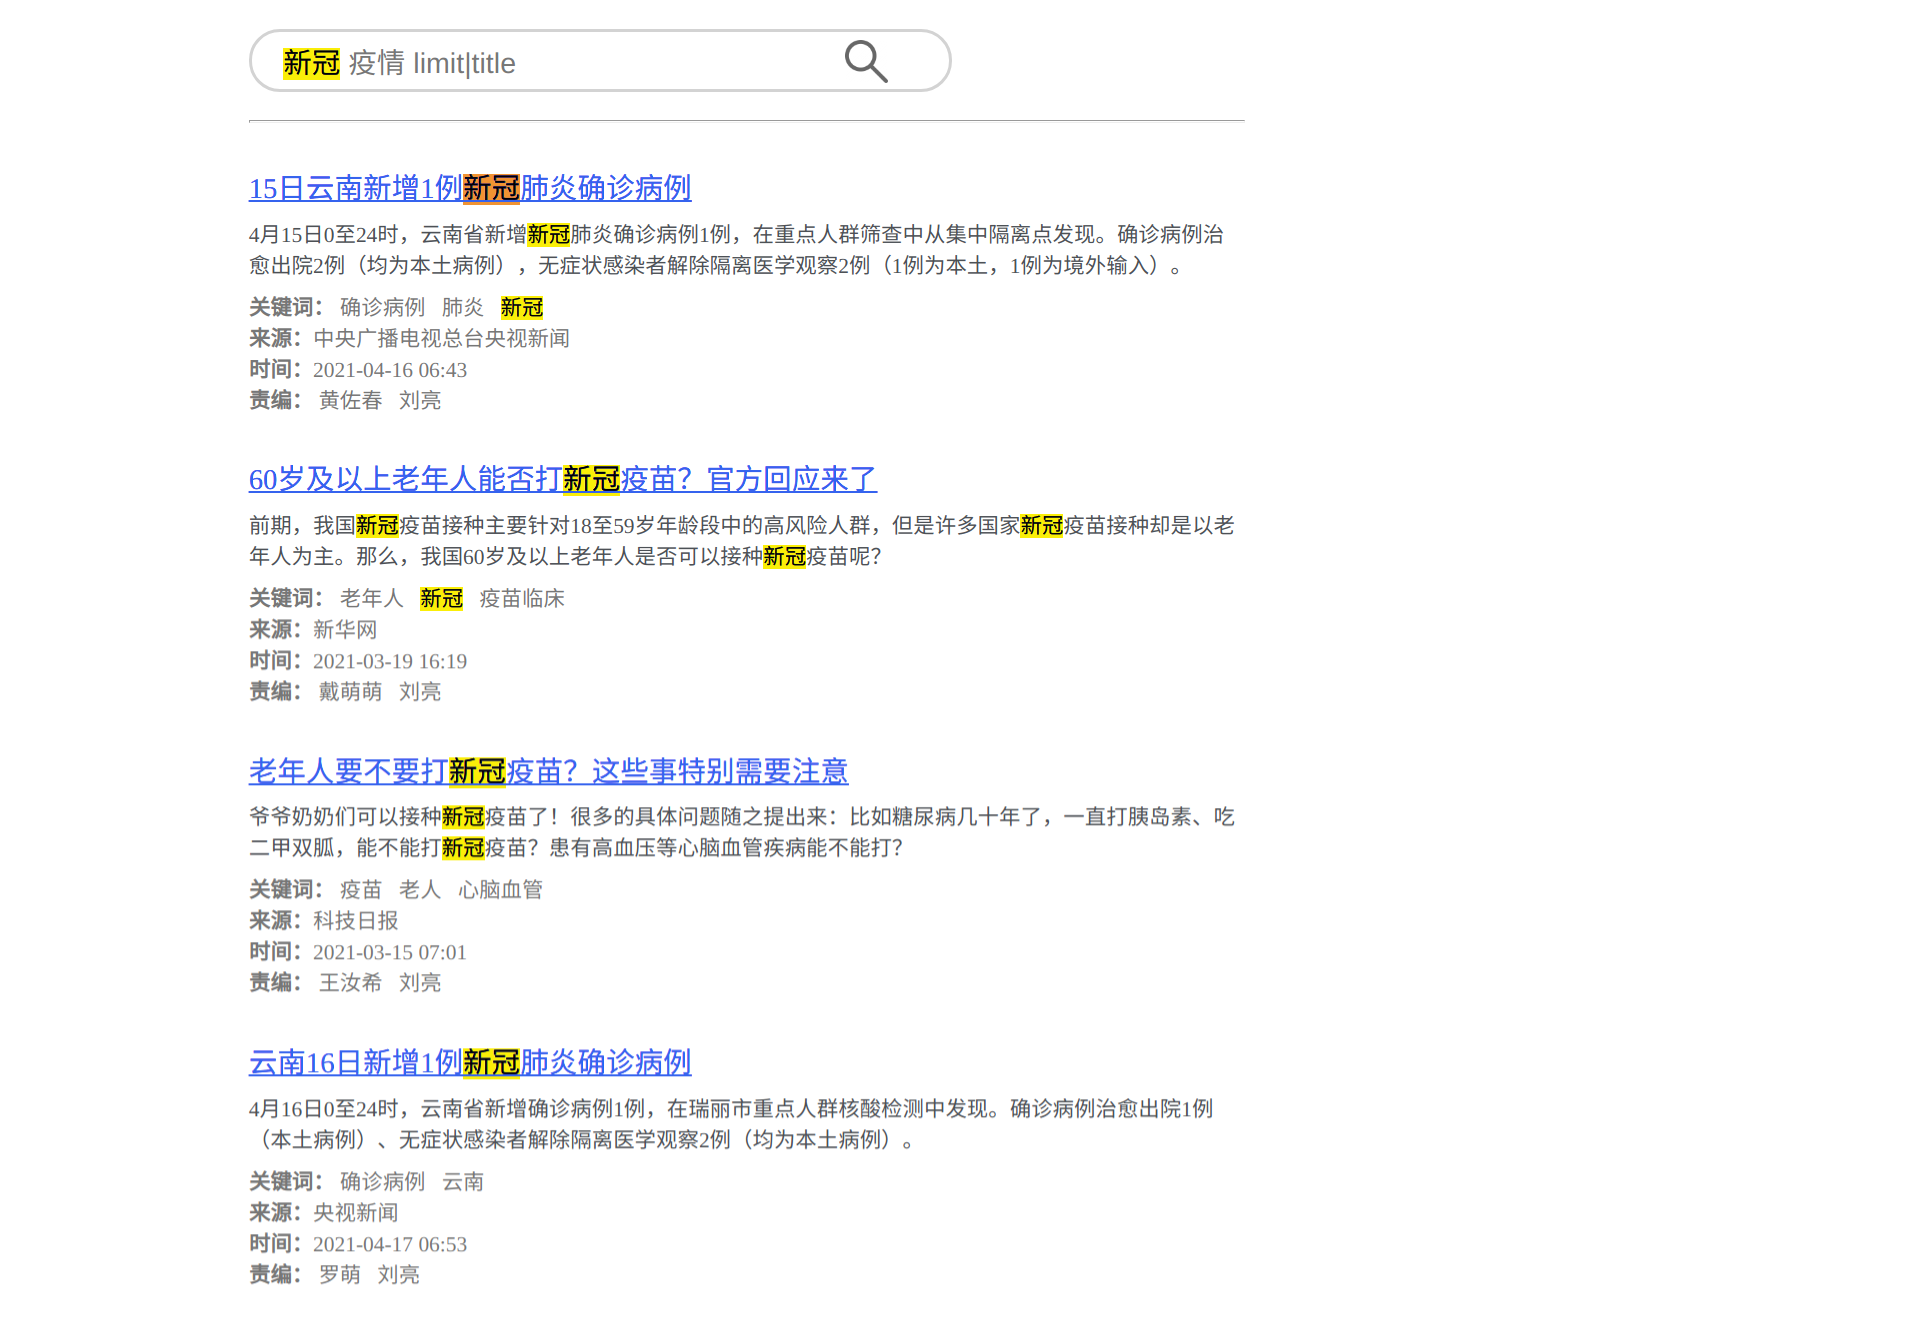 新冠 疫情 limit|title
15日云南新增1例新冠肺炎确诊病例
4月15日0至24时，云南省新增新冠肺炎确诊病例1例，在重点人群筛查中从集中隔离点发现。确诊病例治
愈出院2例（均为本土病例），无症状感染者解除隔离医学观察2例（1例为本土，1例为境外输入）。
关键词： 确诊病例 肺炎 新冠
来源：中央广播电视总台央视新闻
时间：2021-04-16 06:43
责编： 黄佐春 刘亮
60岁及以上老年人能否打新冠疫苗？官方回应来了
前期，我国新冠疫苗接种主要针对18至59岁年龄段中的高风险人群，但是许多国家新冠疫苗接种却是以老
年人为主。那么，我国60岁及以上老年人是否可以接种新冠疫苗呢？
关键词： 老年人 新冠 疫苗临床
来源：新华网
时间：2021-03-19 16:19
责编： 戴萌萌 刘亮
老年人要不要打新冠疫苗？这些事特别需要注意
爷爷奶奶们可以接种新冠疫苗了！很多的具体问题随之提出来：比如糖尿病几十年了，一直打胰岛素、吃
二甲双胍，能不能打新冠疫苗？患有高血压等心脑血管疾病能不能打？
关键词： 疫苗 老人 心脑血管
来源：科技日报
时间：2021-03-15 07:01
责编： 王汝希 刘亮
云南16日新增1例新冠肺炎确诊病例
4月16日0至24时，云南省新增确诊病例1例，在瑞丽市重点人群核酸检测中发现。确诊病例治愈出院1例
（本土病例）、无症状感染者解除隔离医学观察2例（均为本土病例）。
关键词： 确诊病例 云南
来源：央视新闻
时间：2021-04-17 06:53
责编： 罗萌 刘亮